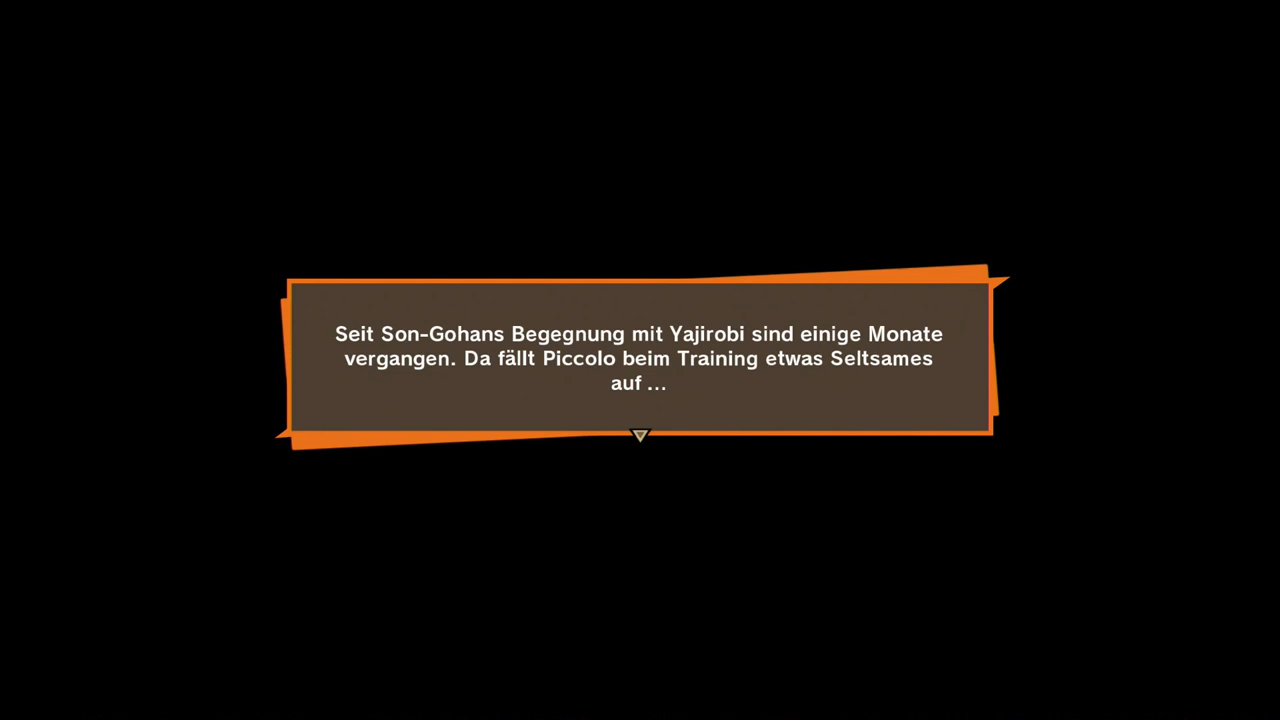 Seit Son-Gohans Begegnung mit Yajirobi sind einige Monate
vergangen. Da fällt Piccolo beim Training etwas Seltsames
auf ...